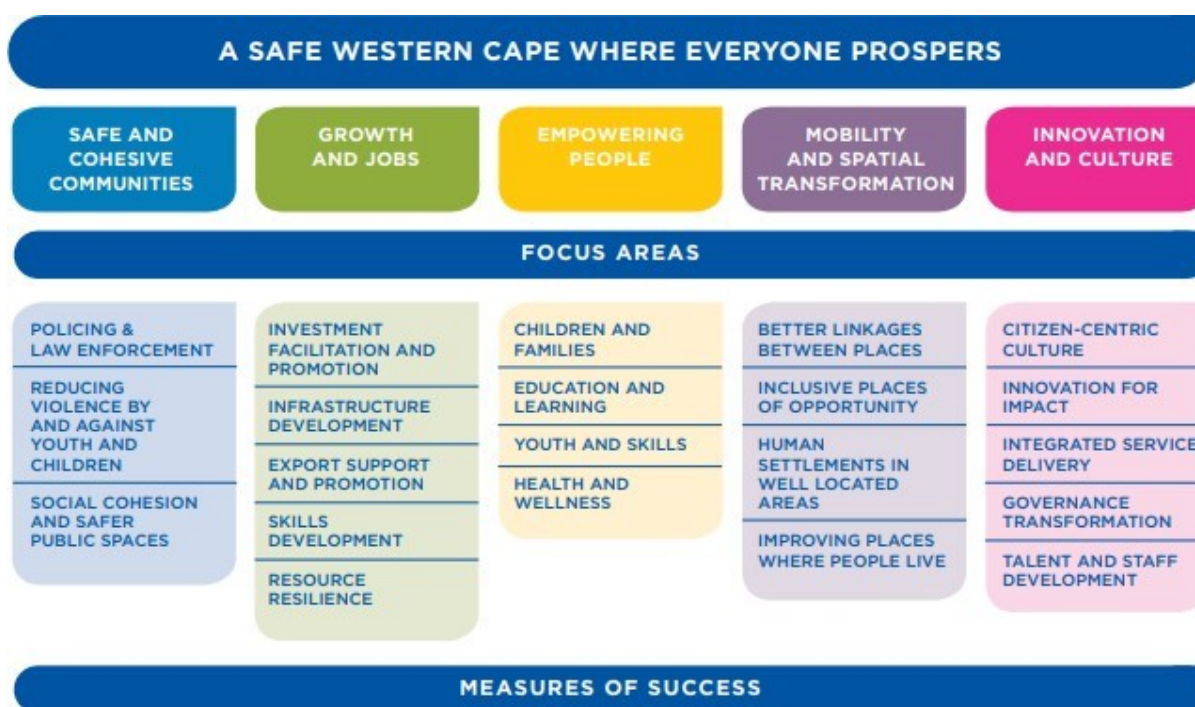 A SAFE WESTERN CAPE WHERE EVERYONE PROSPERS
SAFE AND
COHESIVE
COMMUNITIES
GROWTH
AND JOBS
EMPOWERING
PEOPLE
MOBILITY
AND SPATIAL
TRANSFORMATION
INNOVATION
AND CULTURE
FOCUS AREAS
POLICING &
LAW ENFORCEMENT
REDUCING
VIOLENCE BY
AND AGAINST
YOUTH AND
CHILDREN
SOCIAL COHESION
AND SAFER
PUBLIC SPACES
INVESTMENT
FACILITATION AND
PROMOTION
INFRASTRUCTURE
DEVELOPMENT
EXPORT SUPPORT
AND PROMOTION
SKILLS
DEVELOPMENT
RESOURCE
RESILIENCE
CHILDREN AND
FAMILIES
EDUCATION AND
LEARNING
YOUTH AND SKILLS
HEALTH AND
WELLNESS
BETTER LINKAGES
BETWEEN PLACES
INCLUSIVE PLACES
OF OPPORTUNITY
HUMAN
SETTLEMENTS IN
WELL LOCATED
AREAS
IMPROVING PLACES
WHERE PEOPLE LIVE
CITIZEN-CENTRIC
CULTURE
INNOVATION FOR
IMPACT
INTEGRATED SERVICE
DELIVERY
GOVERNANCE
TRANSFORMATION
TALENT AND STAFF
DEVELOPMENT
MEASURES OF SUCCESS